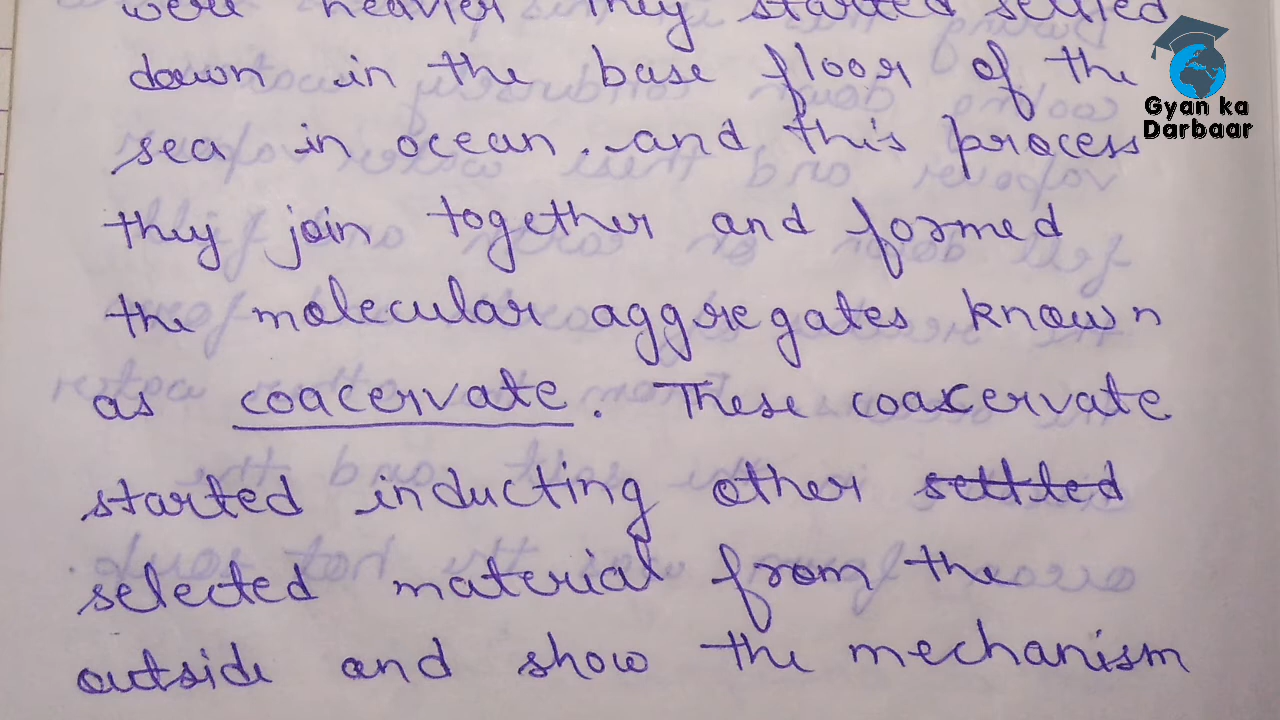 were heavier they started settled
down in the base floor of the
sea in ocean. and this process
they join together and formed
the molecular aggregates known
as coacervate. These coacervate
started inducting other settled
selected material from the
outside and show the mechanism
Gyan ka
Darbaar